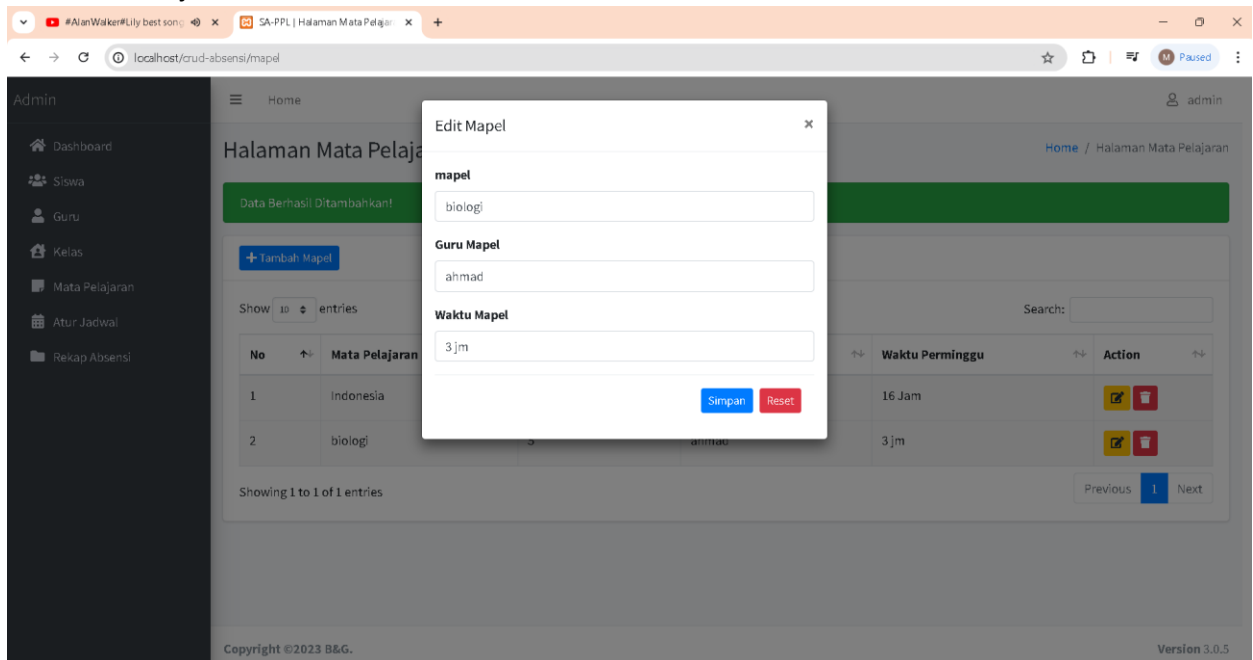 #AlanWalker#Lily best song
SA-PPL | Halaman Mata Pelajar
localhost/crud-absensi/mapel
M Paused
Admin
Home
admin
Edit Mapel
Dashboard
Halaman Mata Pelaja
Home / Halaman Mata Pelajaran
Siswa
mapel
Data Berhasil Ditambahkan!
biologi
Guru
Guru Mapel
Kelas
+ Tambah Mapel
ahmad
Mata Pelajaran
Show 10 entries
Waktu Mapel
Search:
Atur Jadwal
3 jm
Rekap Absensi
No Mata Pelajaran Waktu Perminggu Action
Simpan Reset
1 Indonesia 16 Jam
2 biologi ahmad 3 jm
Showing 1 to 1 of 1 entries
Previous 1 Next
Copyright ©2023 B&G.
Version 3.0.5